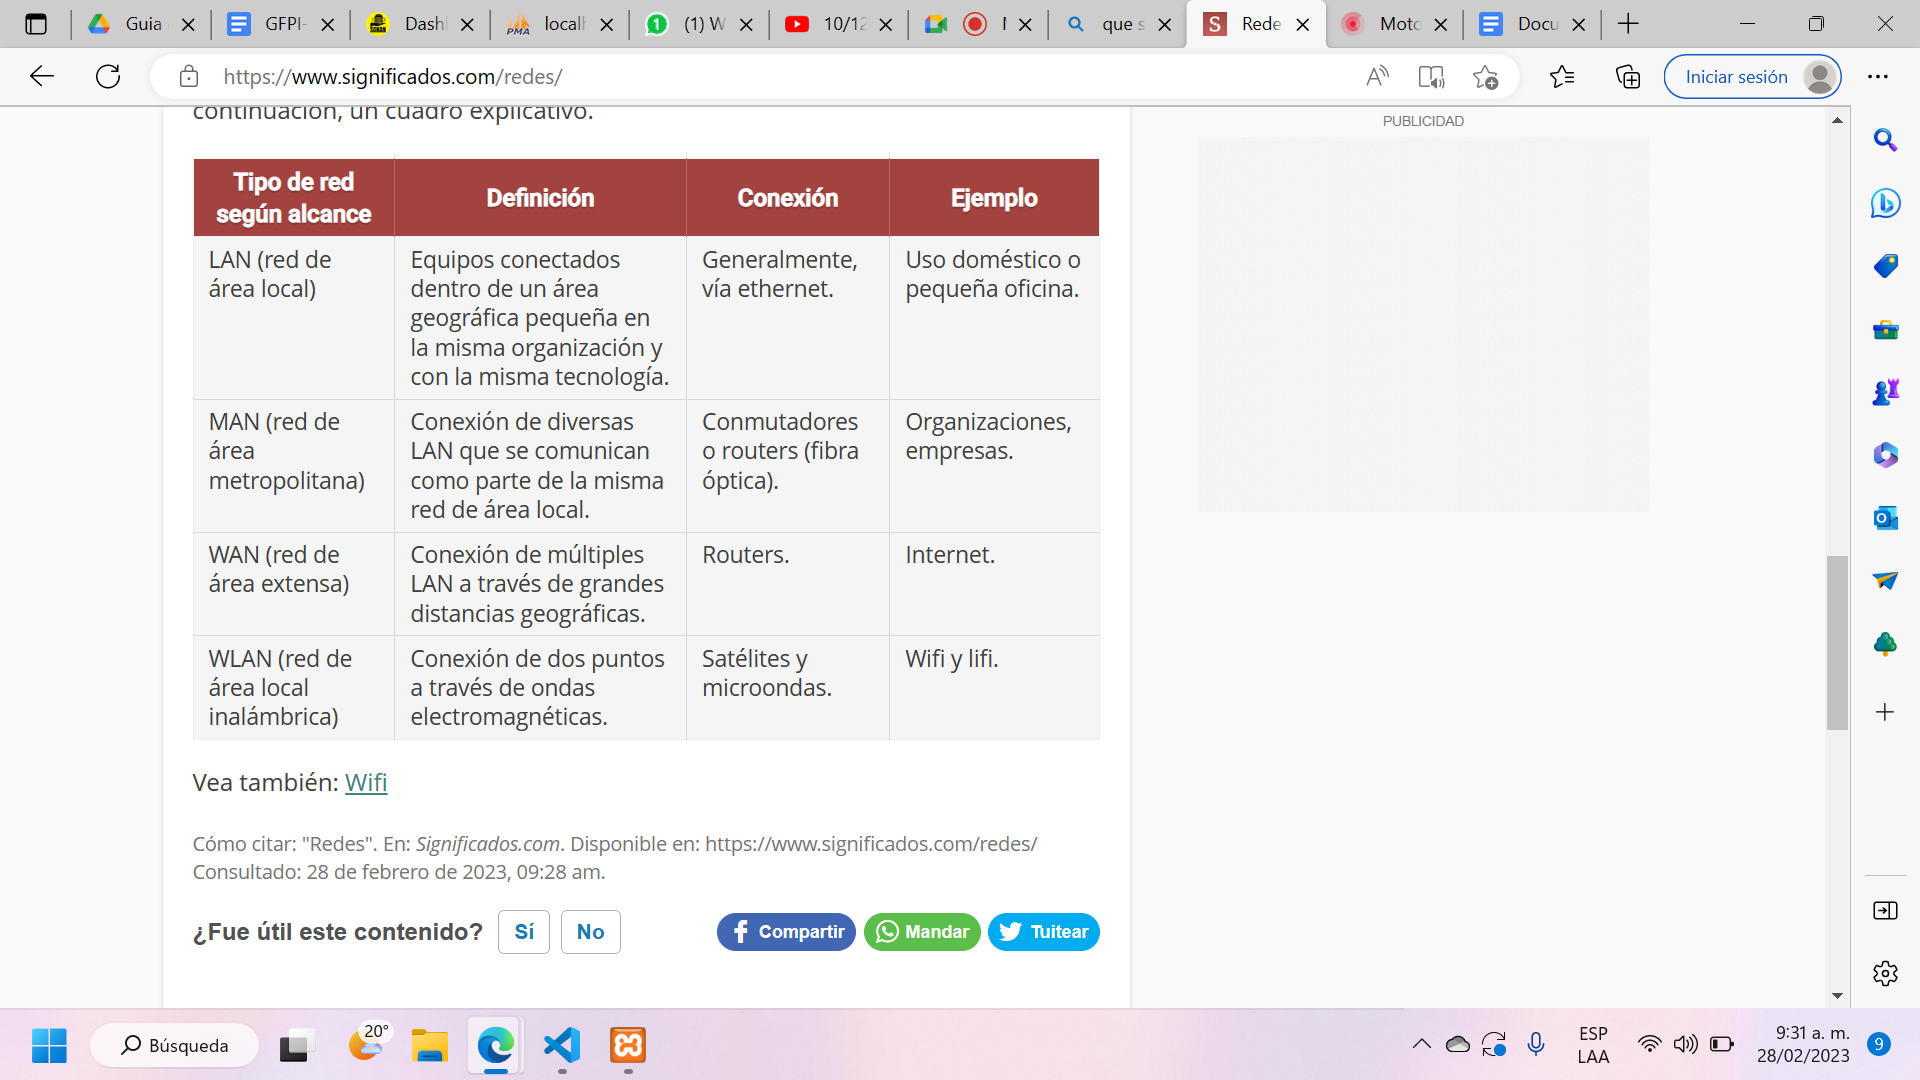 Guia
GFPI-
Dashl
localh
(1) W
10/12
que s
Rede
Moto
Docu
https://www.significados.com/redes/
Iniciar sesión
continuación, un cuadro explicativo.
PUBLICIDAD
Tipo de red
según alcance
Definición
Conexión
Ejemplo
LAN (red de
área local)
Equipos conectados
dentro de un área
geográfica pequeña en
la misma organización y
con la misma tecnología.
Generalmente,
vía ethernet.
Uso doméstico o
pequeña oficina.
MAN (red de
área
metropolitana)
Conexión de diversas
LAN que se comunican
como parte de la misma
red de área local.
Conmutadores
o routers (fibra
óptica).
Organizaciones,
empresas.
WAN (red de
área extensa)
Conexión de múltiples
LAN a través de grandes
distancias geográficas.
Routers.
Internet.
WLAN (red de
área local
inalámbrica)
Conexión de dos puntos
a través de ondas
electromagnéticas.
Satélites y
microondas.
Wifi y lifi.
Vea también: Wifi
Cómo citar: "Redes". En: Significados.com. Disponible en: https://www.significados.com/redes/
Consultado: 28 de febrero de 2023, 09:28 am.
¿Fue útil este contenido?
Sí
No
Compartir
Mandar
Tuitear
20°
Búsqueda
ESP
LAA
9:31 a. m.
28/02/2023
9